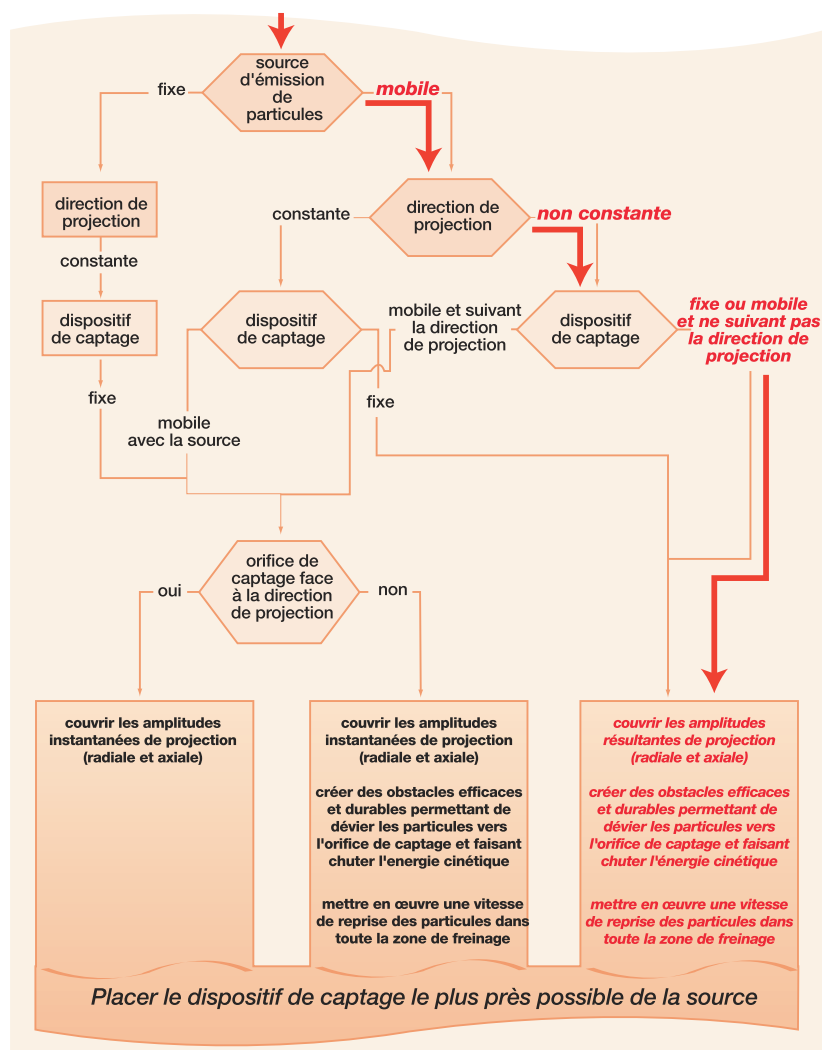 source
d'émission
de
particules
fixe
mobile
direction de
projection
constante
dispositif
de captage
fixe
direction de
projection
constante
non constante
dispositif
de captage
mobile
avec la source
fixe
mobile et suivant
la direction
de projection
dispositif
de captage
fixe ou mobile
et ne suivant pas
la direction de
projection
orifice de
captage face
à la direction
de projection
oui
non
couvrir les amplitudes
instantanées de projection
(radiale et axiale)
couvrir les amplitudes
instantanées de projection
(radiale et axiale)
créer des obstacles efficaces
et durables permettant de
dévier les particules vers
l'orifice de captage et faisant
chuter l'energie cinétique
mettre en œuvre une vitesse
de reprise des particules dans
toute la zone de freinage
couvrir les amplitudes
résultantes de projection
(radiale et axiale)
créer des obstacles efficaces
et durables permettant de
dévier les particules vers
l'orifice de captage et faisant
chuter l'énergie cinétique
mettre en œuvre une vitesse
de reprise des particules dans
toute la zone de freinage
Placer le dispositif de captage le plus près possible de la source